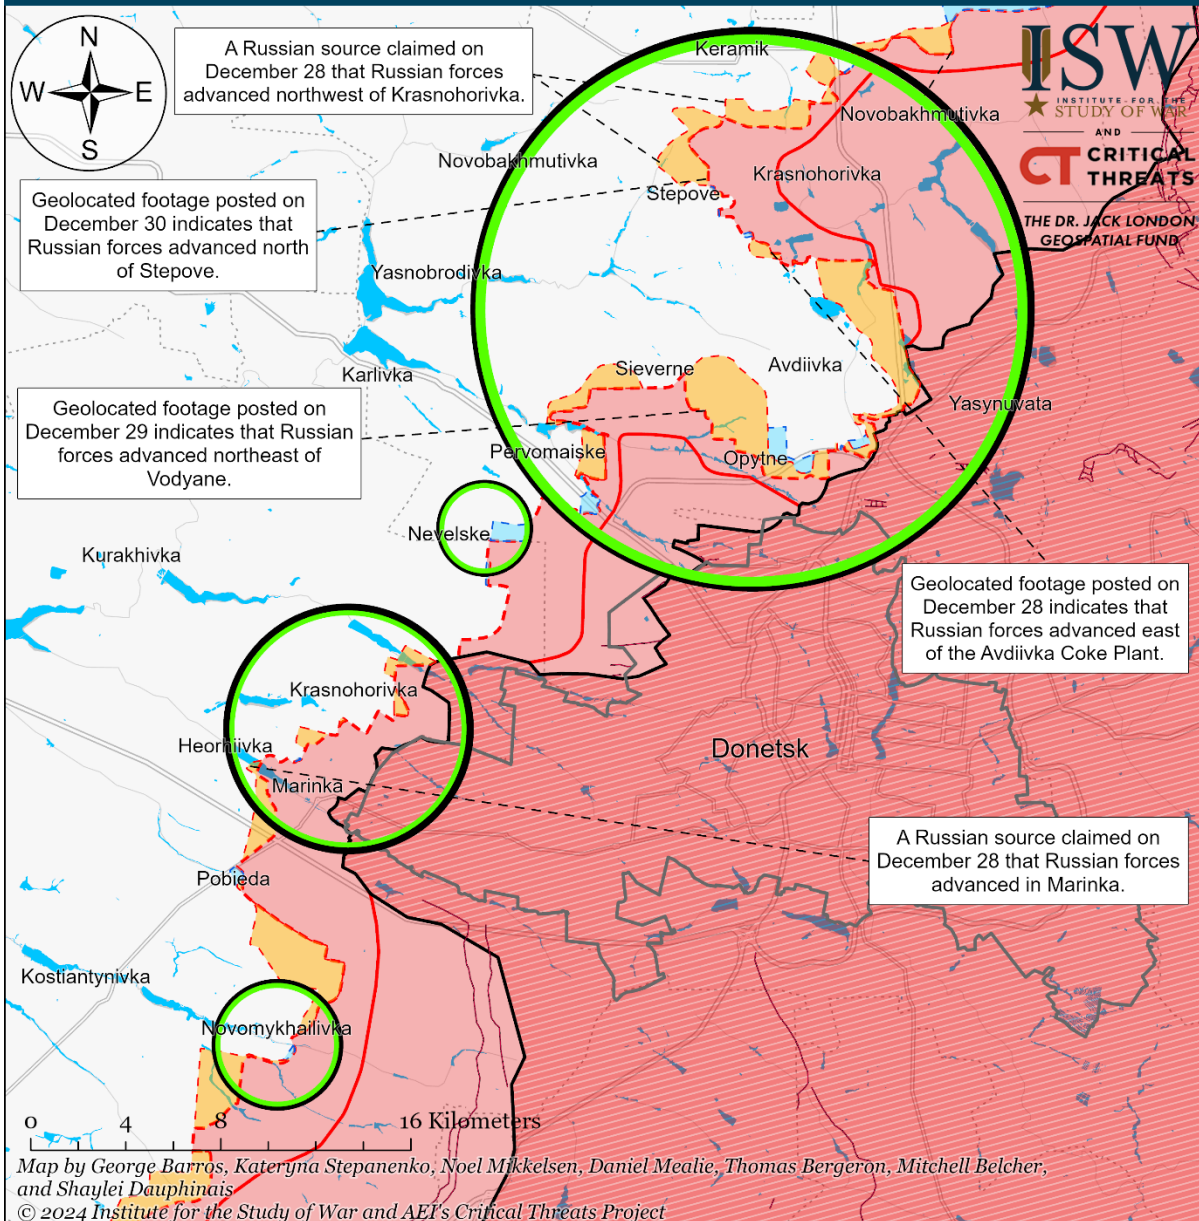 N
W
E
S
A Russian source claimed on
December 28 that Russian forces
advanced northwest of Krasnohorivka.
Keramik
ISW
INSTITUTE FOR THE
STUDY OF WAR
AND
CT CRITICAL
THREATS
THE DR. JACK LONDON
GEOSPATIAL FUND
Novobakhmutivka
Novobakhmutivka
Krasnohorivka
Stepove
Geolocated footage posted on
December 30 indicates that
Russian forces advanced north
of Stepove.
Yasnobrodivka
Karlivka
Sieverne
Avdiivka
Yasynuvata
Geolocated footage posted on
December 29 indicates that Russian
forces advanced northeast of
Vodyane.
Pervomaiske
Opytne
Nevelske
Kurakhivka
Geolocated footage posted on
December 28 indicates that
Russian forces advanced east
of the Avdiivka Coke Plant.
Krasnohorivka
Heorhiivka
Marinka
Donetsk
A Russian source claimed on
December 28 that Russian forces
advanced in Marinka.
Pobieda
Kostiantynivka
Novomykhailivka
0 4 8 16 Kilometers
Map by George Barros, Kateryna Stepanenko, Noel Mikkelsen, Daniel Mealie, Thomas Bergeron, Mitchell Belcher,
and Shaylei Dauphinais
© 2024 Institute for the Study of War and AEI's Critical Threats Project